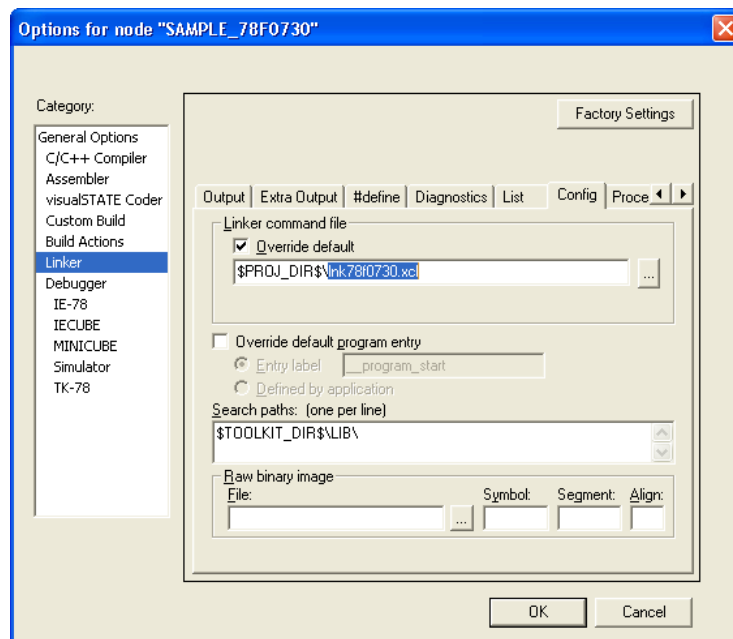 Options for node "SAMPLE_78F0730"
Category:
Factory Settings
General Options
C/C++ Compiler
Assembler
visualSTATE Coder
Custom Build
Build Actions
Linker
Debugger
IE-78
IECUBE
MINICUBE
Simulator
TK-78
Output Extra Output #define Diagnostics List Config Proce
Linker command file
Override default
$PROJ_DIR$\lnk78f0730.xcl
...
Override default program entry
Entry label __program_start
Defined by application
Search paths: (one per line)
$TOOLKIT_DIR$\LIB\
Raw binary image
File: Symbol: Segment: Align:
...
OK Cancel